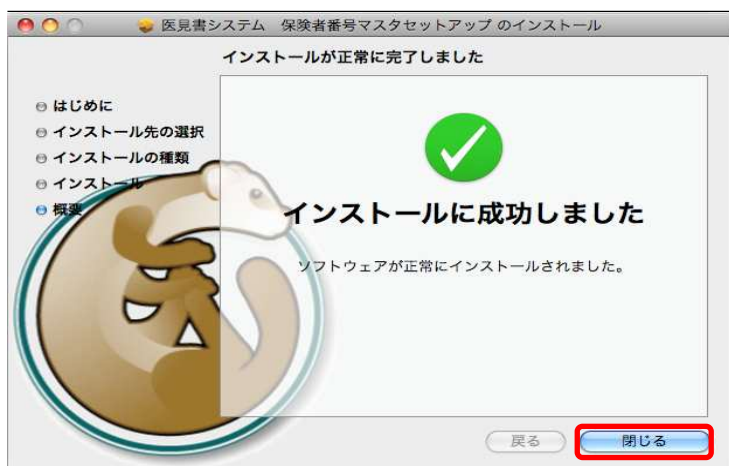 医見書システム 保険者番号マスタセットアップ のインストール
インストールが正常に完了しました
はじめに
インストール先の選択
インストールの種類
インストール
概要
インストールに成功しました
ソフトウェアが正常にインストールされました。
戻る
閉じる